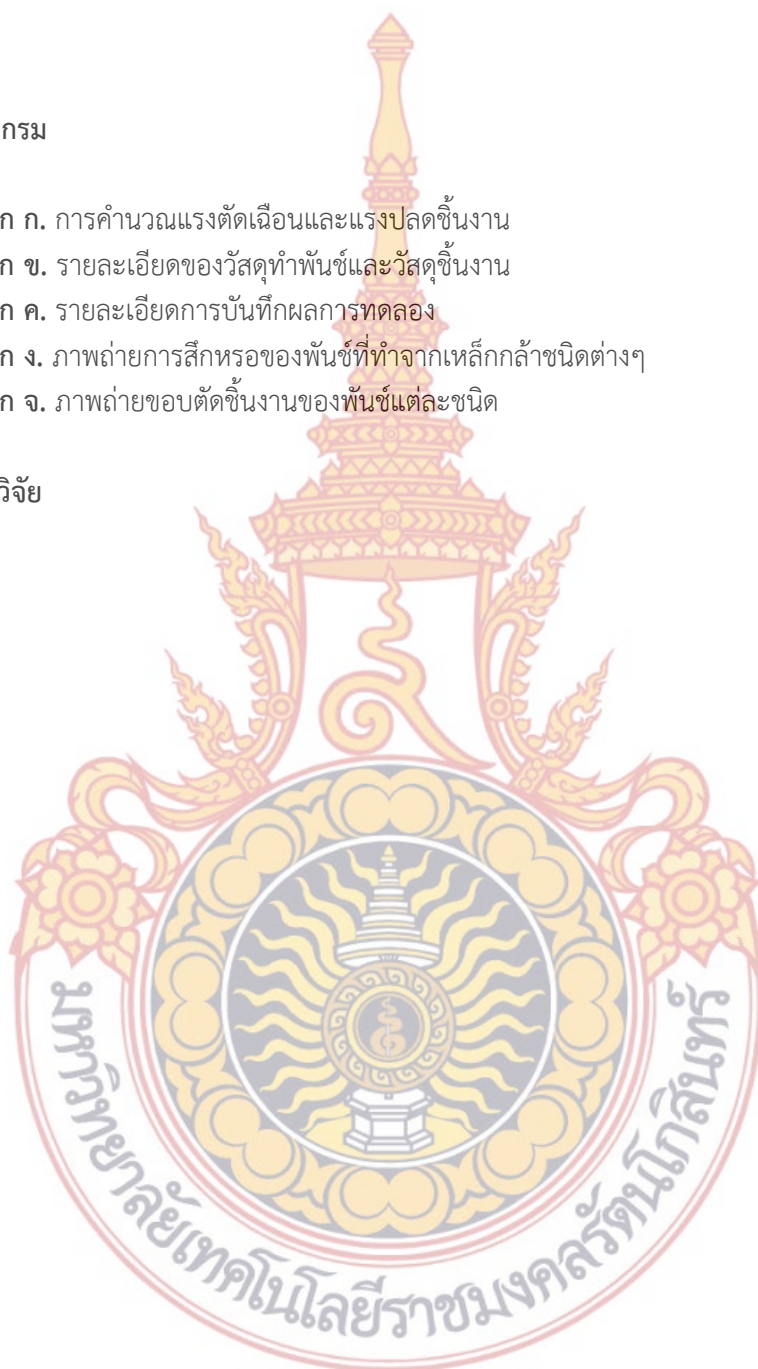 กรม
ก ก. การคำนวณแรงตัดเฉือนและแรงปลดชิ้นงาน
ก ข. รายละเอียดของวัสดุทำพันช์และวัสดุชิ้นงาน
ก ค. รายละเอียดการบันทึกผลการทดลอง
ก ง. ภาพถ่ายการสึกหรอของพันช์ที่ทำจากเหล็กกล้าชนิดต่างๆ
ก จ. ภาพถ่ายขอบตัดชิ้นงานของพันช์แต่ละชนิด
วิจัย
มหาวิทยาลัยเทคโนโลยีราชมงคลรัตนโกสินทร์